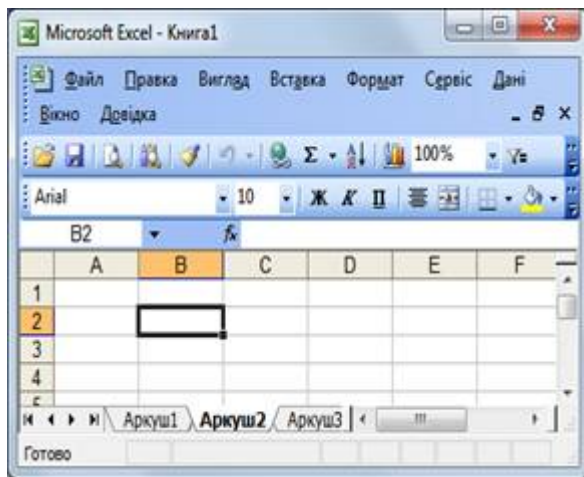 Microsoft Excel - Книга1
Файл Правка Вигляд Вставка Формат Сервіс Дані
Вікно Довідка
100%
Arial 10 Ж К П
B2 fx
A B C D E F
1
2
3
4
5
Аркуш1 Аркуш2 Аркуш3
Готово